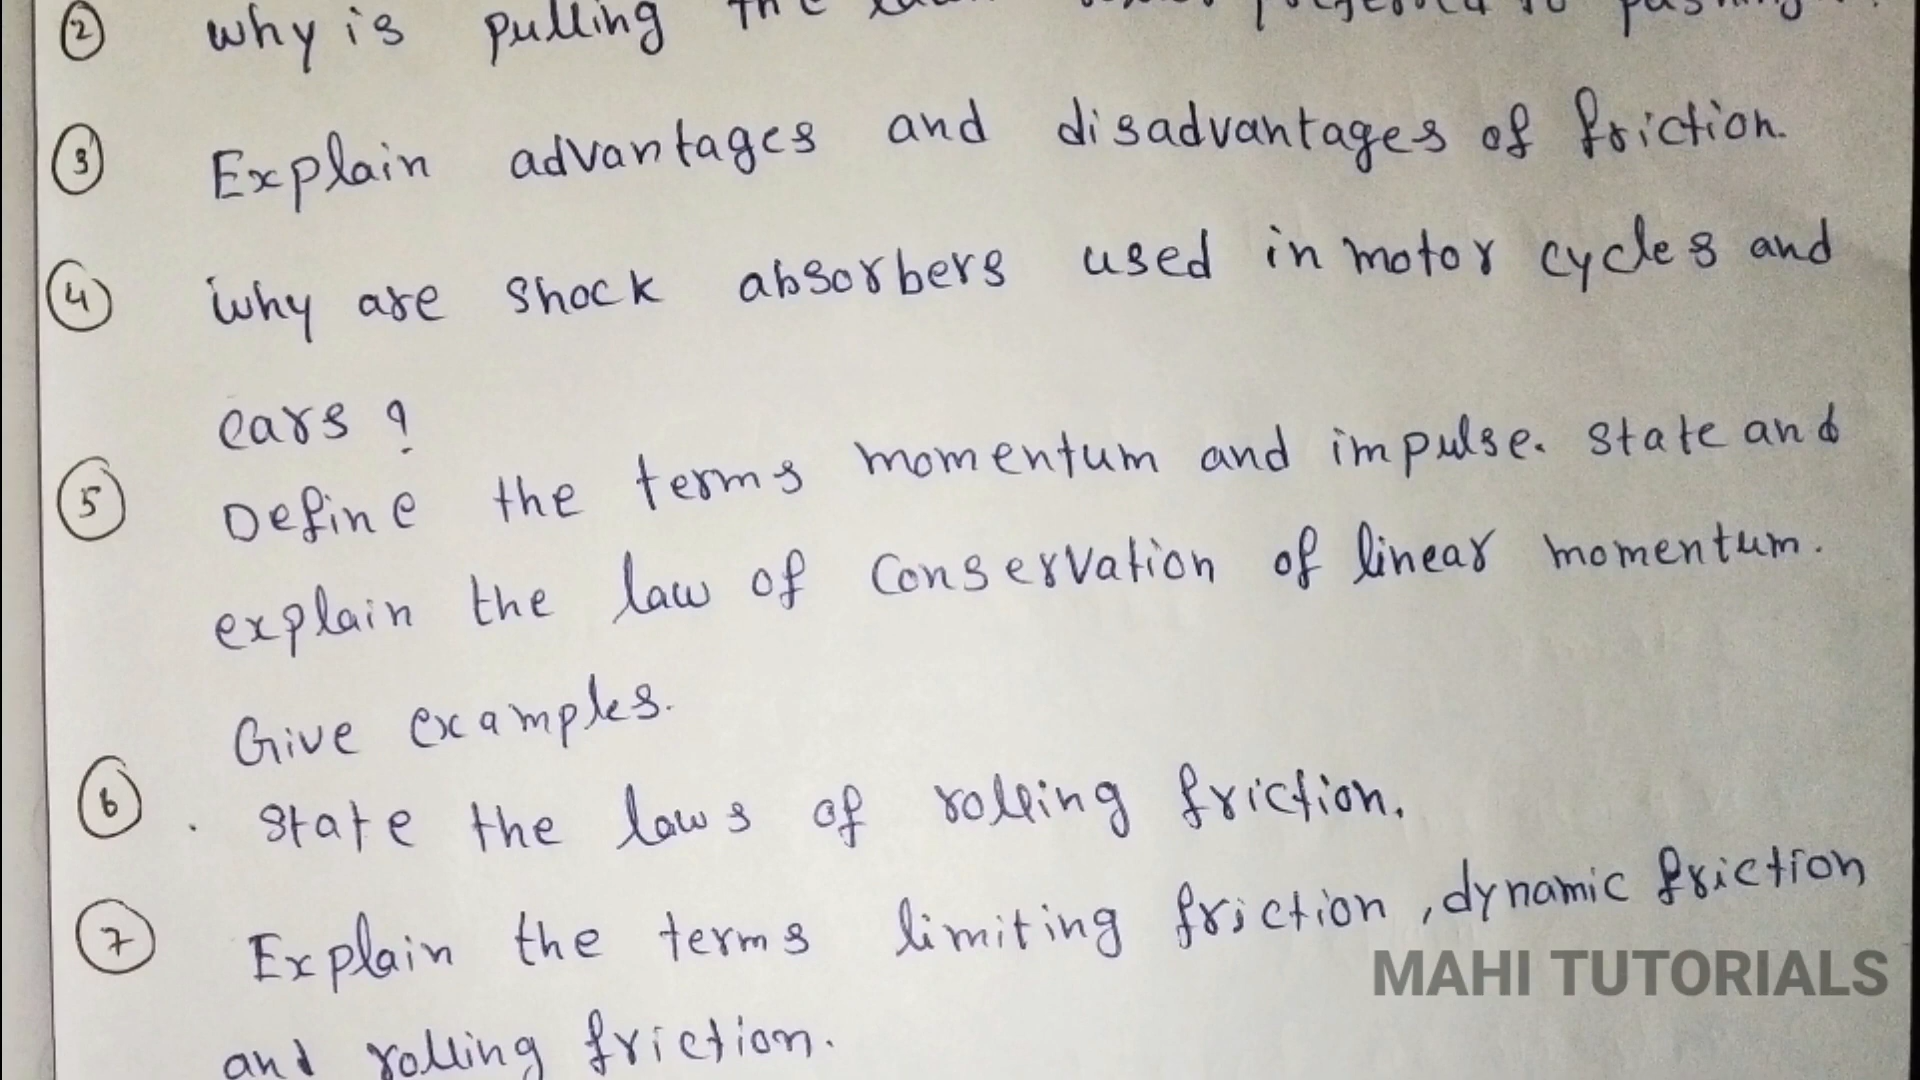 ② why is pulling the to
③ Explain advantages and disadvantages of friction.
④ why are shock absorbers used in motor cycles and
cars ?
⑤ Define the terms momentum and impulse. state and
explain the law of conservation of linear momentum.
Give examples.
⑥ state the laws of rolling friction.
⑦ Explain the terms limiting friction, dynamic friction
MAHI TUTORIALS
and rolling friction.